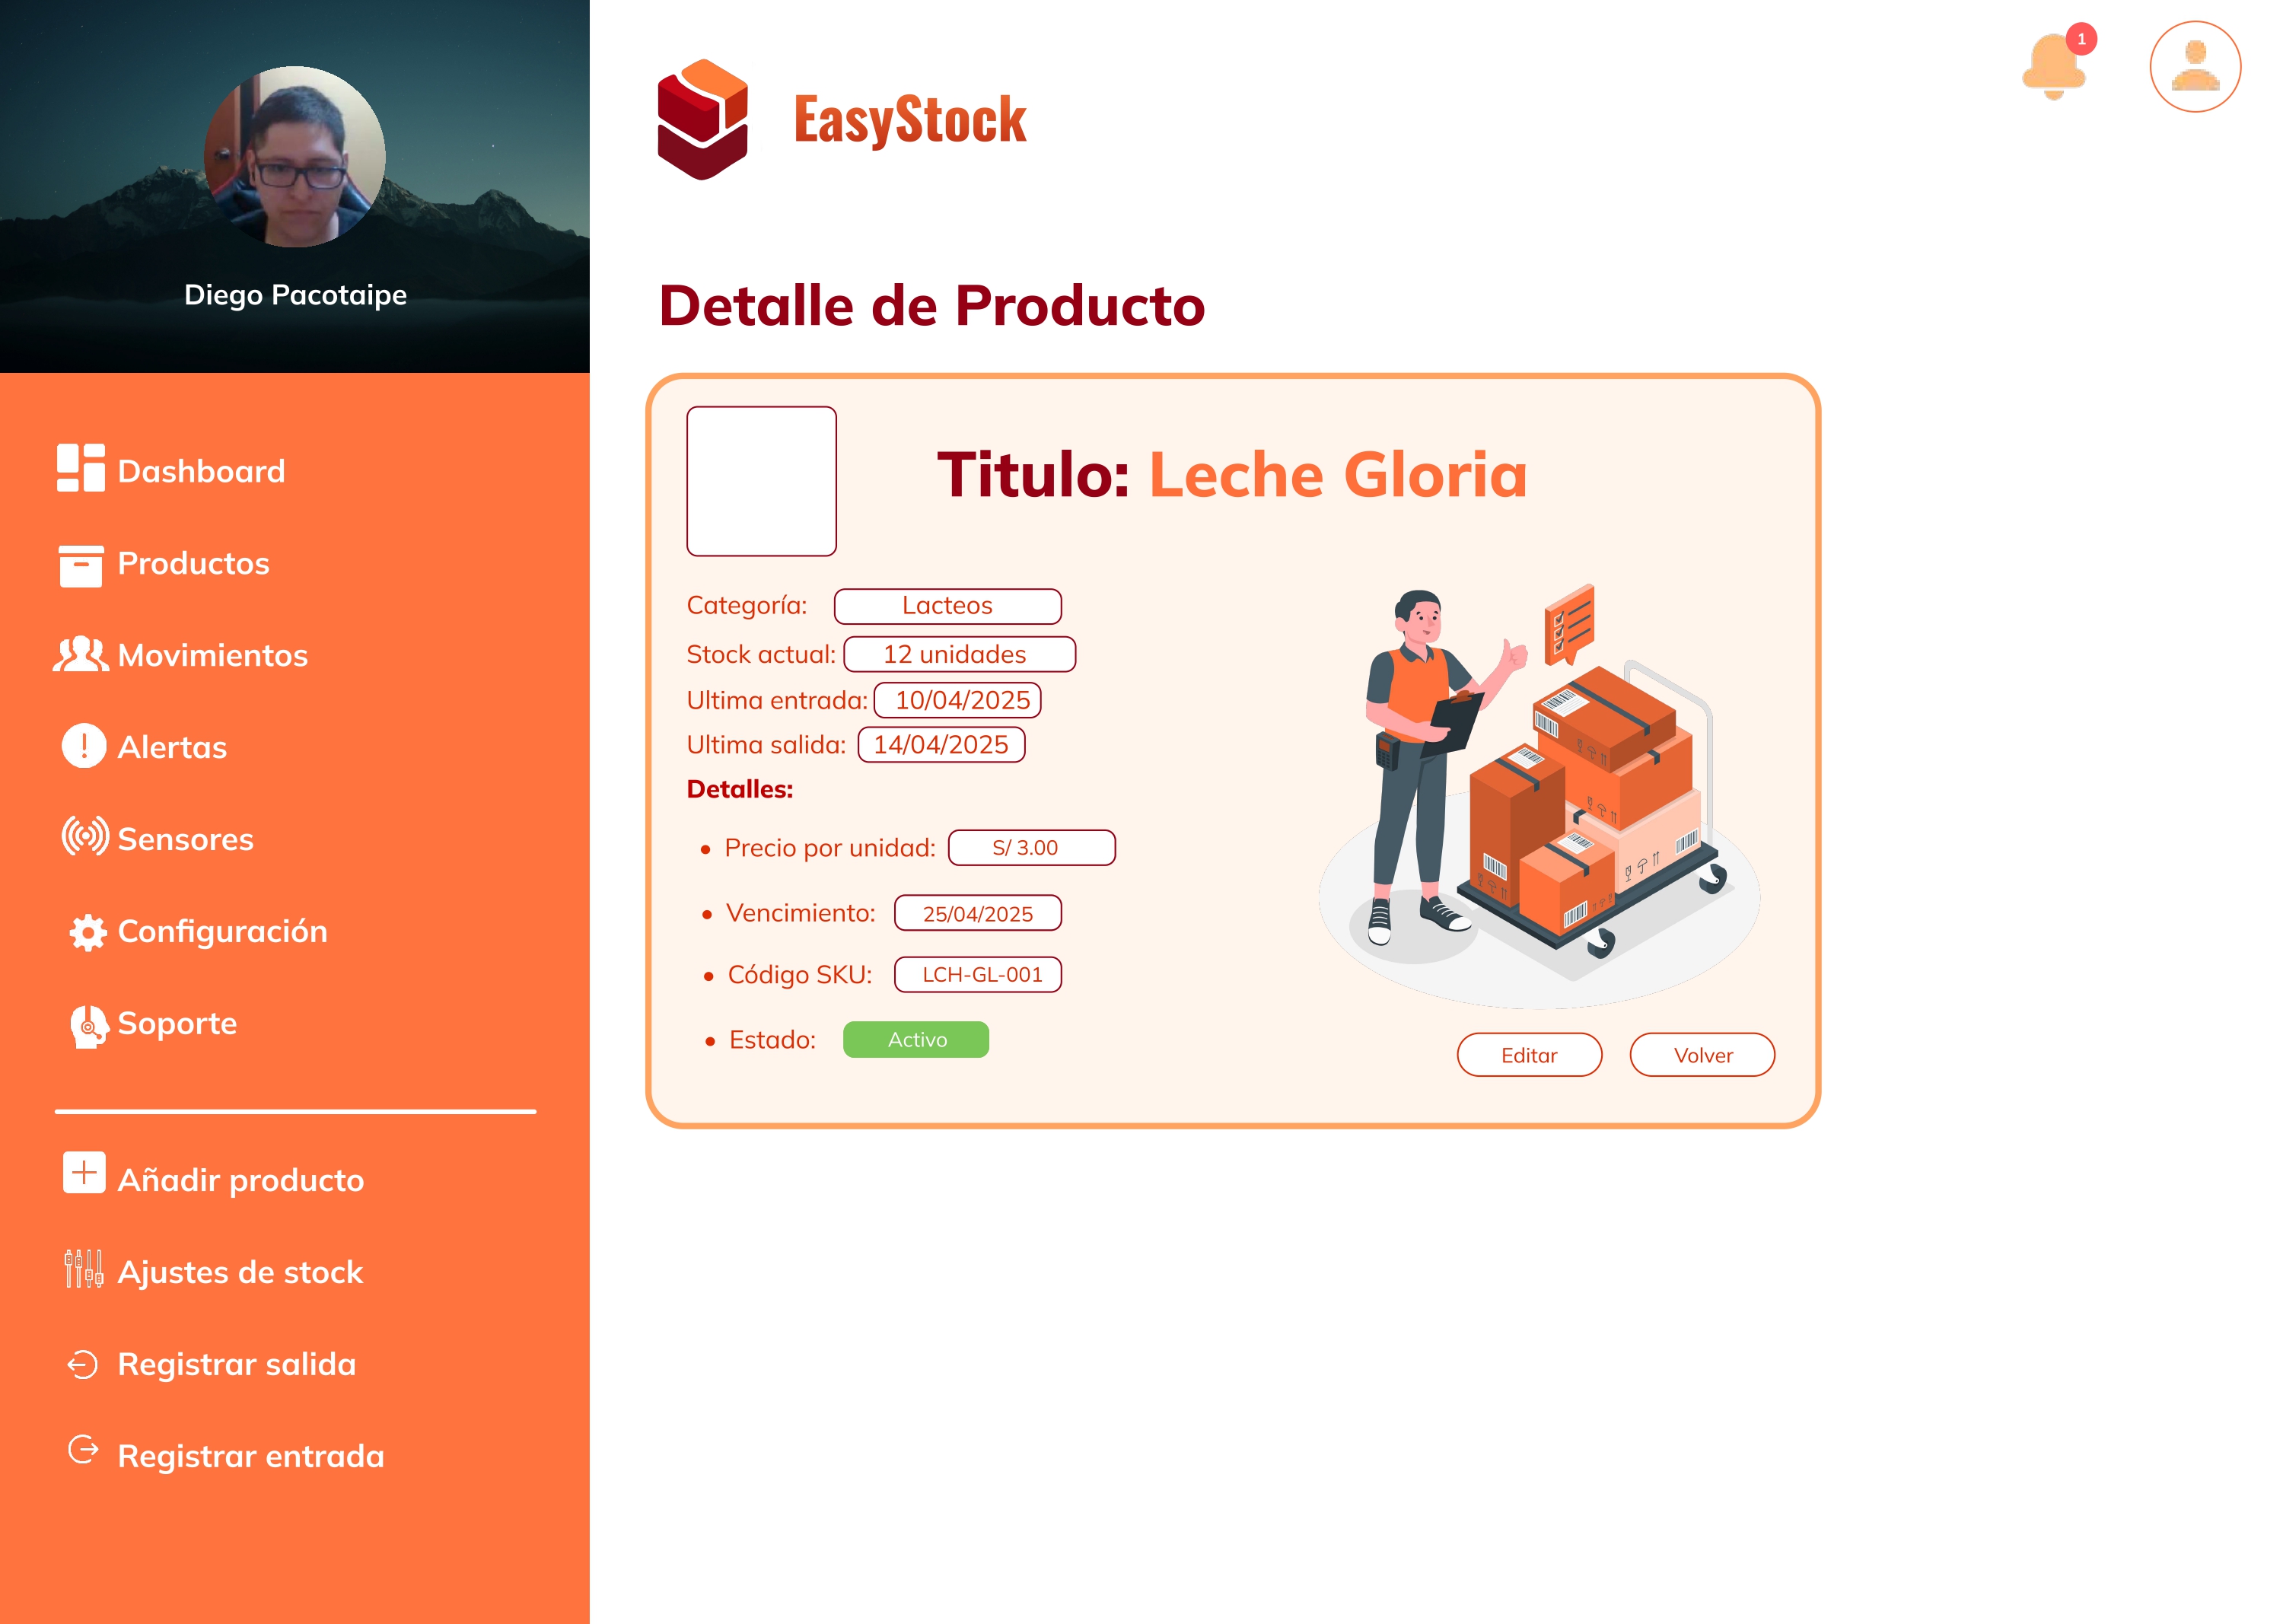 Diego Pacotaipe
Dashboard
Productos
Movimientos
Alertas
Sensores
Configuración
Soporte
Añadir producto
Ajustes de stock
Registrar salida
Registrar entrada
EasyStock
1
Detalle de Producto
Titulo: Leche Gloria
Categoría: Lacteos
Stock actual: 12 unidades
Ultima entrada: 10/04/2025
Ultima salida: 14/04/2025
Detalles:
• Precio por unidad: S/ 3.00
• Vencimiento: 25/04/2025
• Código SKU: LCH-GL-001
• Estado: Activo
Editar Volver